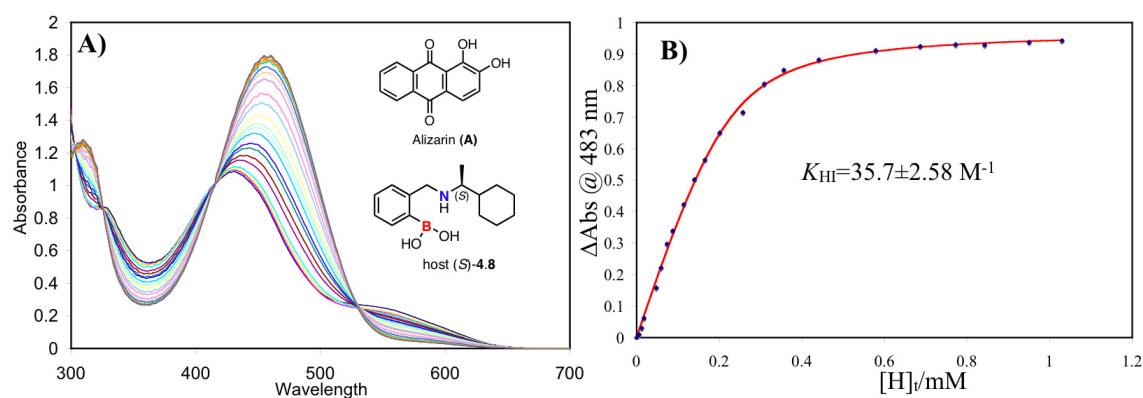 A)
2
1.8
1.6
1.4
1.2
1
0.8
0.6
0.4
0.2
0
Absorbance
300
400
500
600
700
Wavelength
O
OH
OH
O
Alizarin (A)
N
H
(S)
B
HO
OH
host (S)-4.8
B)
1
0.9
0.8
0.7
0.6
0.5
0.4
0.3
0.2
0.1
0
ΔAbs @ 483 nm
K_HI=35.7±2.58 M⁻¹
0
0.2
0.4
0.6
0.8
1
1.2
[H]ₜ/mM